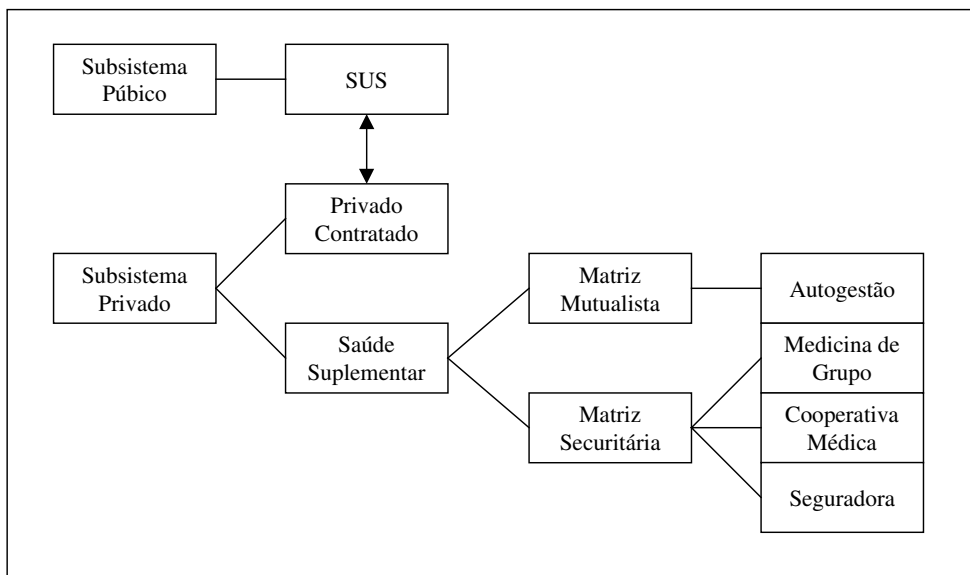 Subsistema
Púbico
SUS
Privado
Contratado
Subsistema
Privado
Saúde
Suplementar
Matriz
Mutualista
Autogestão
Medicina de
Grupo
Matriz
Securitária
Cooperativa
Médica
Seguradora